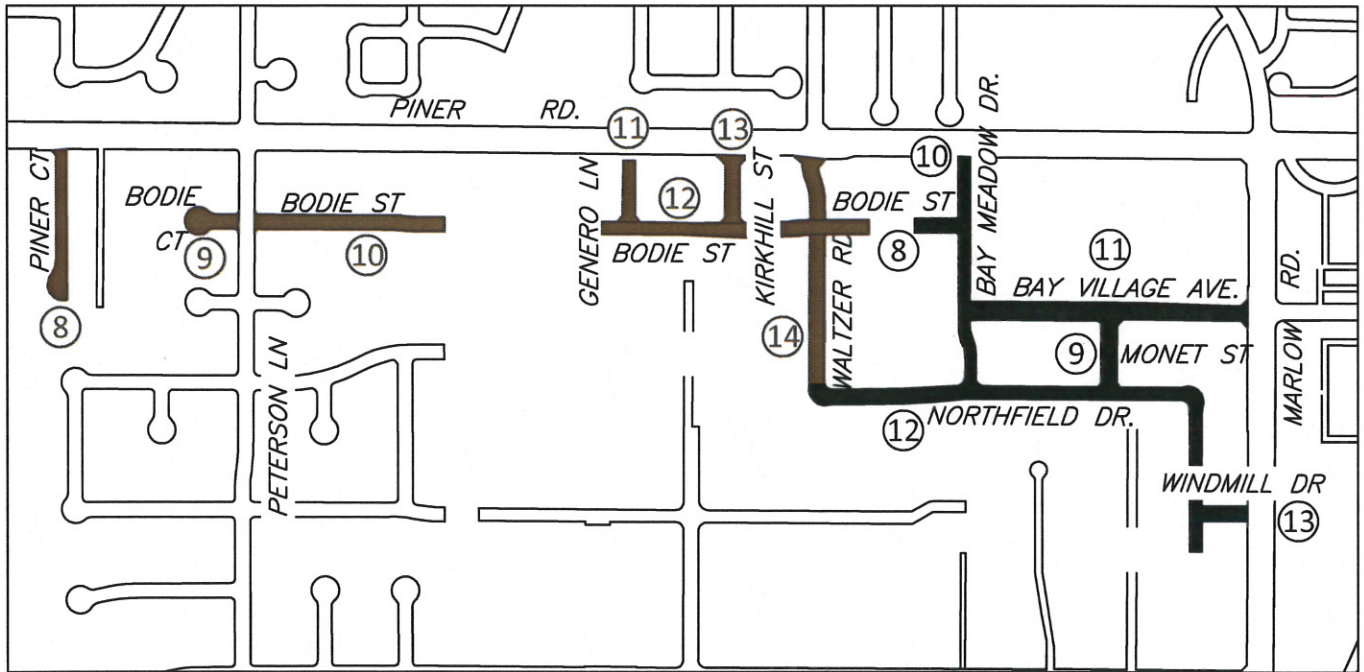 PINER RD.
11
13
10
BAY MEADOW DR.
PINER CT
BODIE
CT
9
BODIE ST
10
GENERO LN
12
BODIE ST
KIRKHILL ST
BODIE ST
8
11
BAY VILLAGE AVE.
MARLOW RD.
8
PETERSON LN
14
WALTZER RD
9
MONET ST
12
NORTHFIELD DR.
WINDMILL DR
13